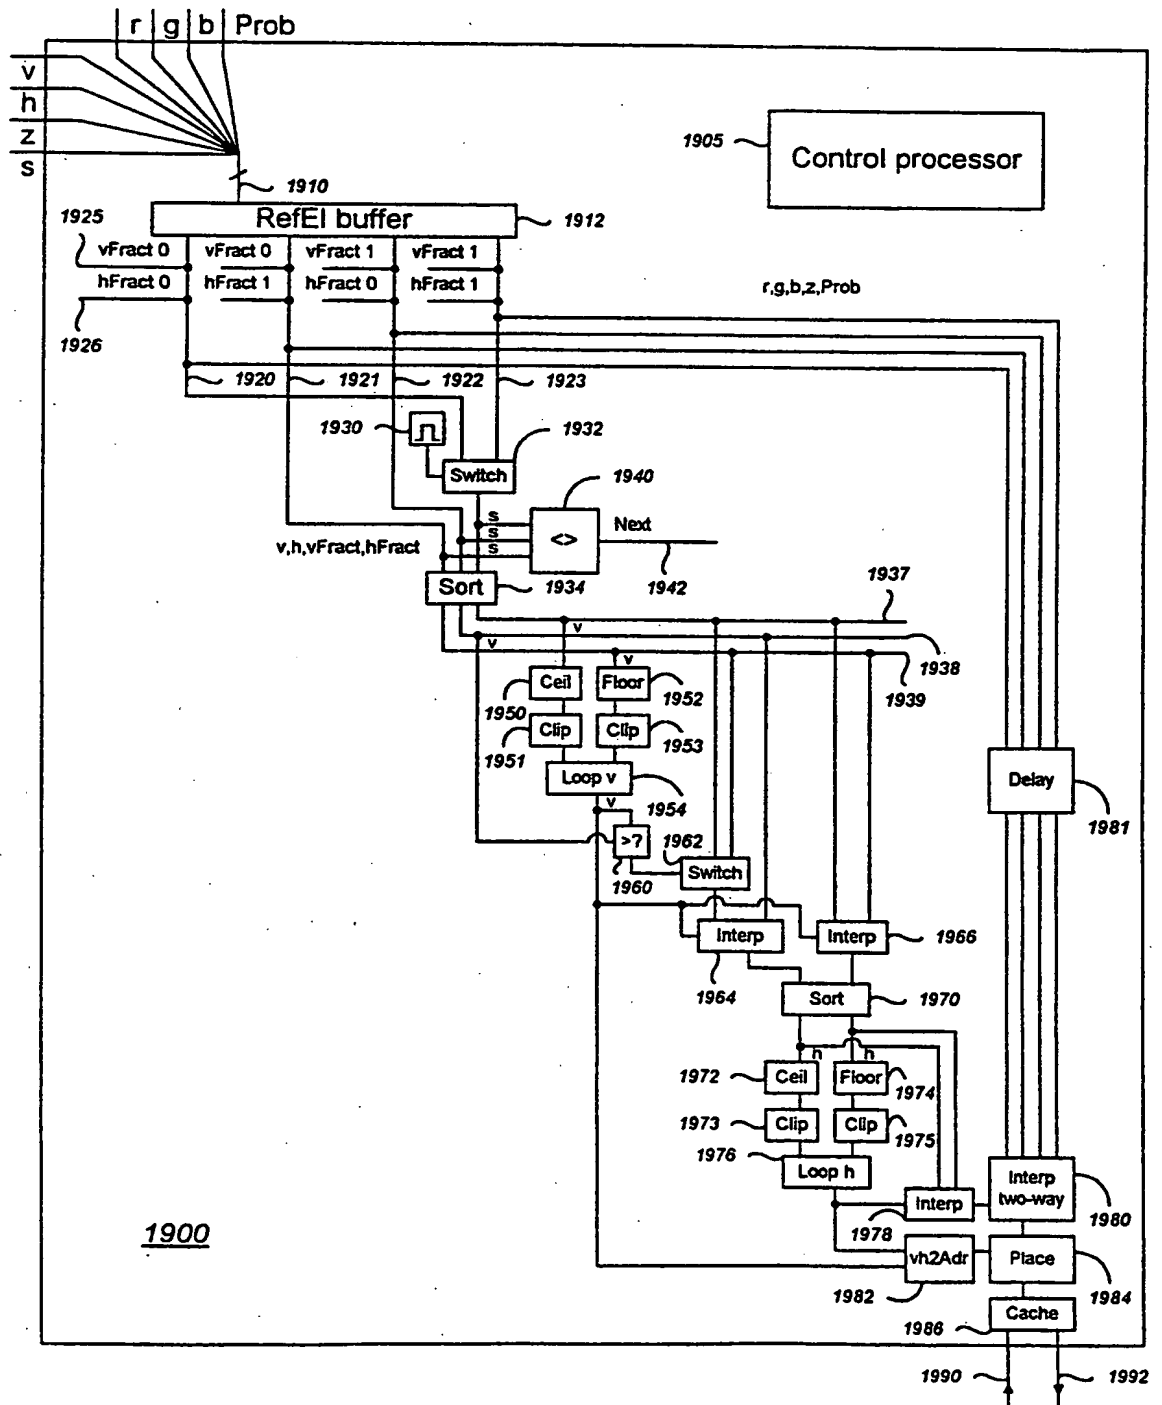 r g b Prob
v
h
z
s
1905
Control processor
1910
RefEl buffer
1912
1925
vFract 0 vFract 0 vFract 1 vFract 1
hFract 0 hFract 1 hFract 0 hFract 1
1926
r,g,b,z,Prob
1920 1921 1922 1923
1930
1932
Switch
1940
s
s
s
<>
Next
1942
v,h,vFract,hFract
Sort
1934
1937
v
v
1938
v
1939
Ceil
Floor
1950
1952
Clip
Clip
1951
1953
Loop v
1954
Delay
1981
v
>?
1960
1962
Switch
Interp
Interp
1966
1964
Sort
1970
h h
1972
Ceil
Floor
1974
1973
Clip
Clip
1975
1976
Loop h
Interp
two-way
1980
Interp
1978
1900
vh2Adr
Place
1982
1984
Cache
1986
1990
1992